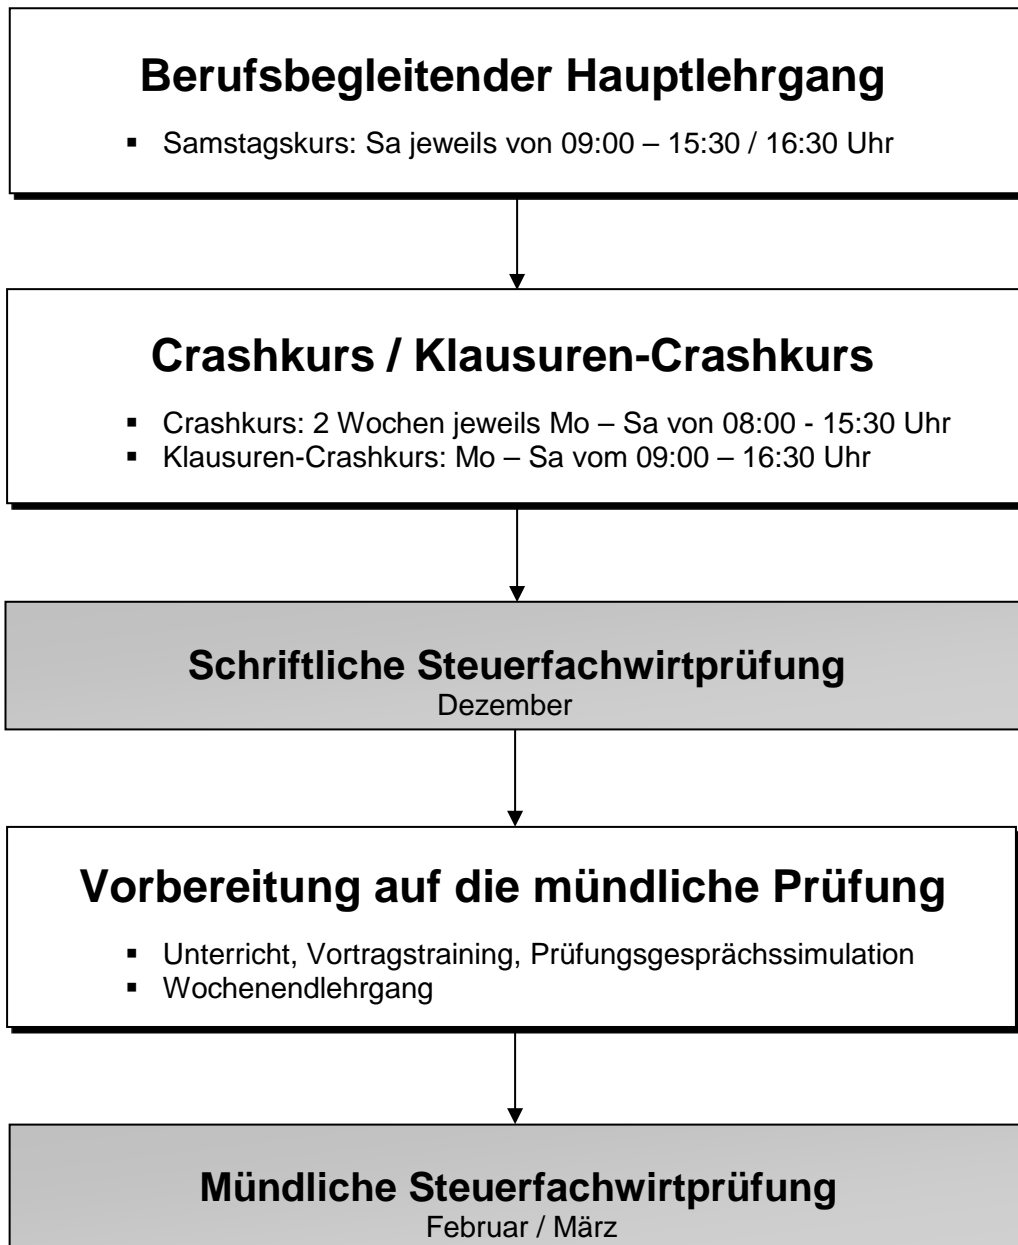 Berufsbegleitender Hauptlehrgang
▪ Samstagskurs: Sa jeweils von 09:00 – 15:30 / 16:30 Uhr
Crashkurs / Klausuren-Crashkurs
▪ Crashkurs: 2 Wochen jeweils Mo – Sa von 08:00 - 15:30 Uhr
▪ Klausuren-Crashkurs: Mo – Sa vom 09:00 – 16:30 Uhr
Schriftliche Steuerfachwirtprüfung
Dezember
Vorbereitung auf die mündliche Prüfung
▪ Unterricht, Vortragstraining, Prüfungsgesprächssimulation
▪ Wochenendlehrgang
Mündliche Steuerfachwirtprüfung
Februar / März